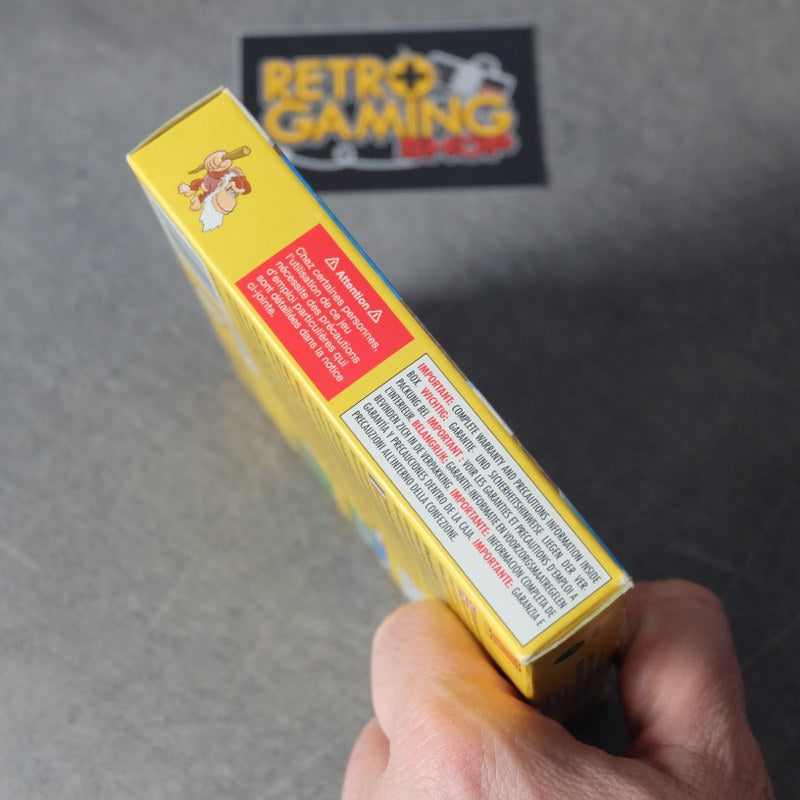 RETRO
GAMING
SHOP
⚠ Attention ⚠
Chez certaines personnes,
l'utilisation de ce jeu
nécessite des précautions
d'emploi particulières qui
sont détaillées dans la notice
ci-jointe.
IMPORTANT: COMPLETE WARRANTY AND PRECAUTIONS INFORMATION INSIDE
BOX. WICHTIG: GARANTIE- UND SICHERHEITSHINWEISE LIEGEN DER VER-
PACKUNG BEI IMPORTANT : VOIR LES GARANTIES ET PRECAUTIONS D'EMPLOI A
L'INTERIEUR. BELANGRIJK: GARANTIE-INFORMATIE EN VOORZORGSMAATREGELEN
BEVINDEN ZICH IN DE VERPAKKING. IMPORTANTE: INFORMACIÓN COMPLETA DE
GARANTÍA Y PRECAUCIONES DENTRO DE LA CAJA. IMPORTANTE: GARANZIA E
PRECAUZIONI ALL'INTERNO DELLA CONFEZIONE.